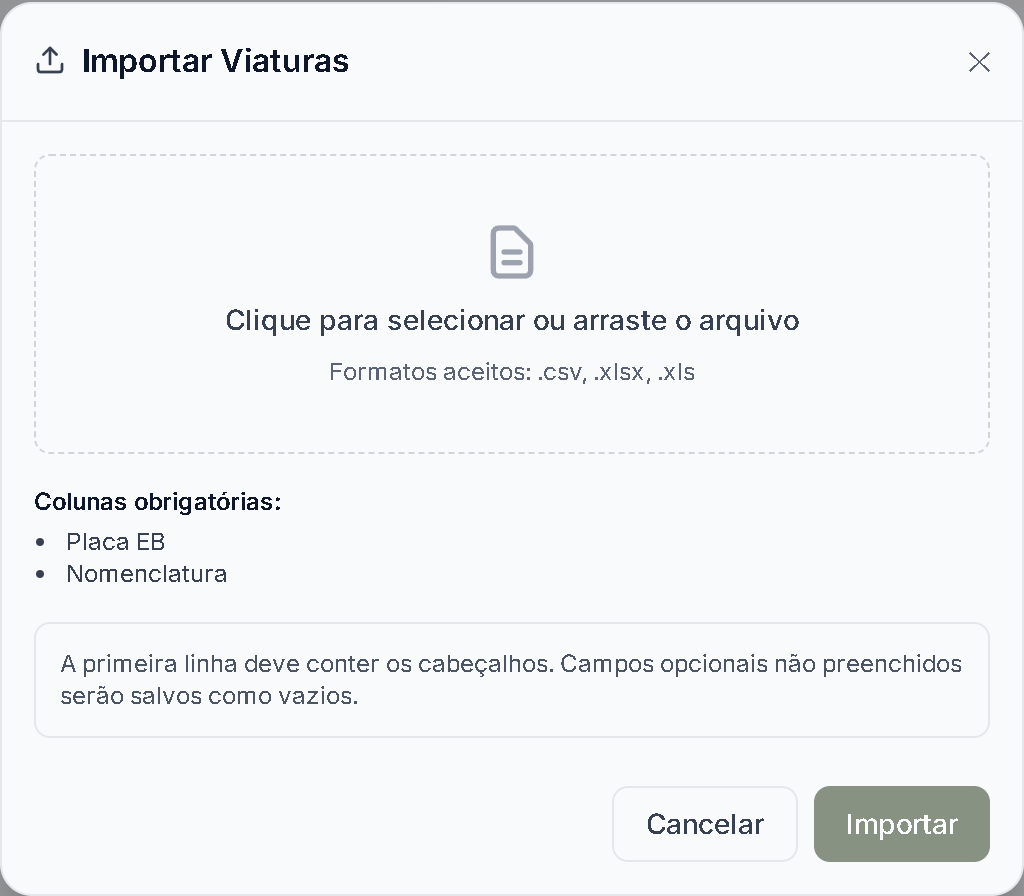 Importar Viaturas
Clique para selecionar ou arraste o arquivo
Formatos aceitos: .csv, .xlsx, .xls
Colunas obrigatórias:
• Placa EB
• Nomenclatura
A primeira linha deve conter os cabeçalhos. Campos opcionais não preenchidos
serão salvos como vazios.
Cancelar
Importar